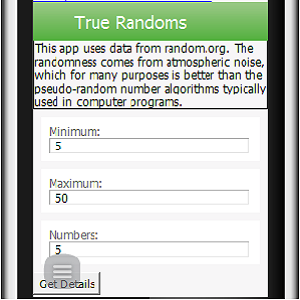 True Randoms
This app uses data from random.org. The
randomness comes from atmospheric noise,
which for many purposes is better than the
pseudo-random number algorithms typically
used in computer programs.
Minimum:
5
Maximum:
50
Numbers:
5
Get Details